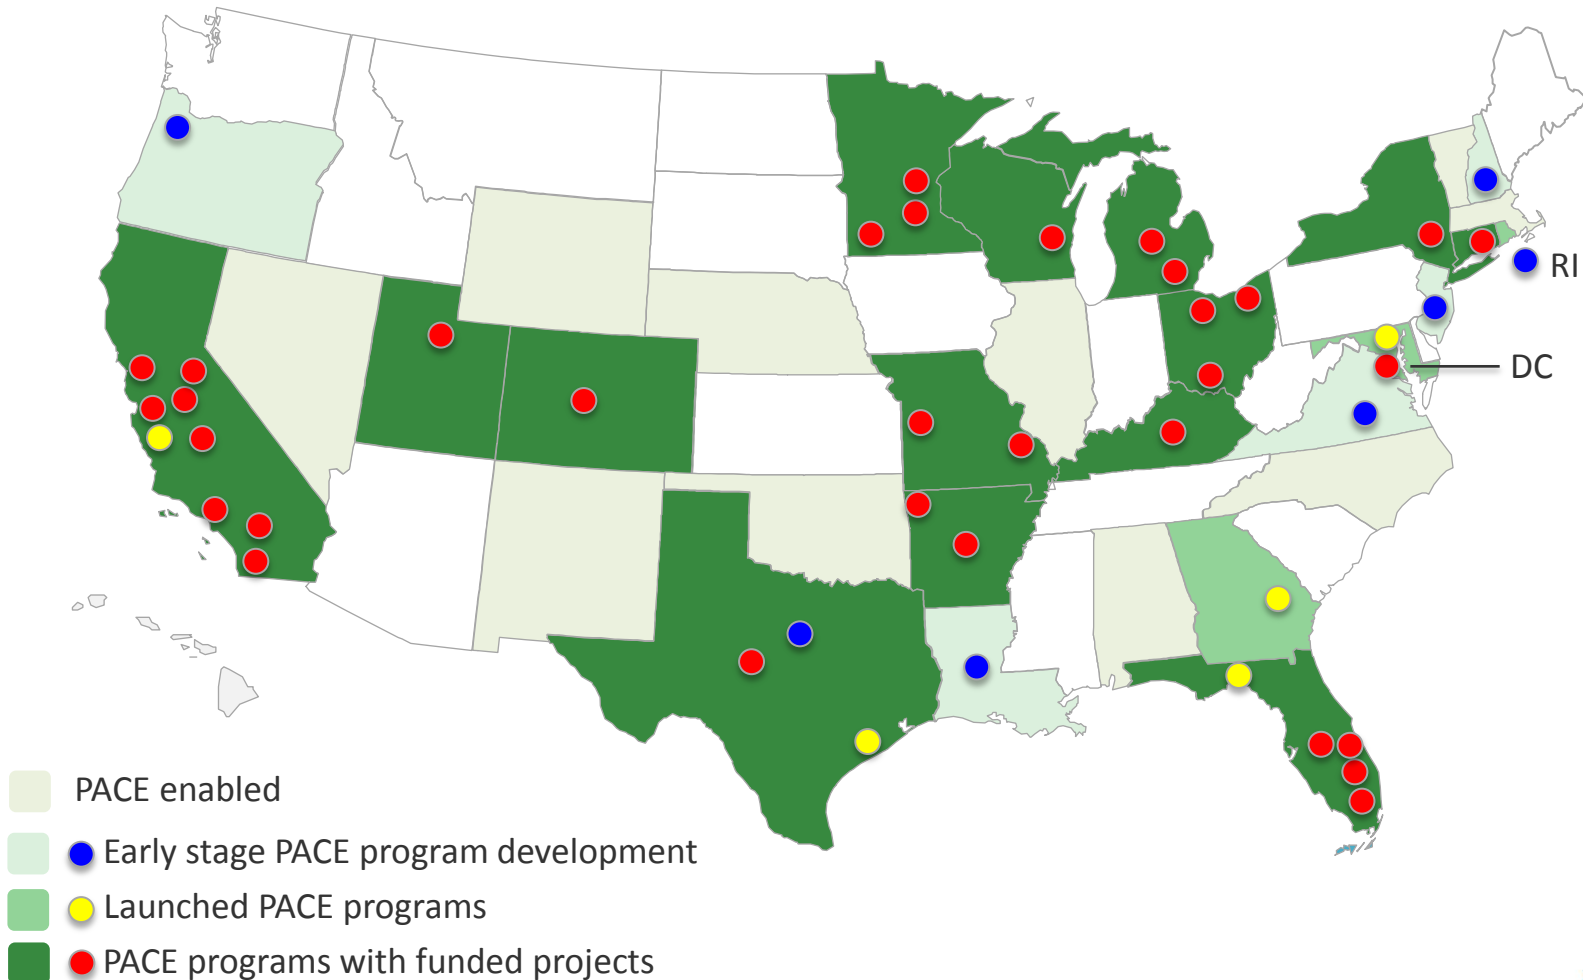 RI
DC
PACE enabled
Early stage PACE program development
Launched PACE programs
PACE programs with funded projects